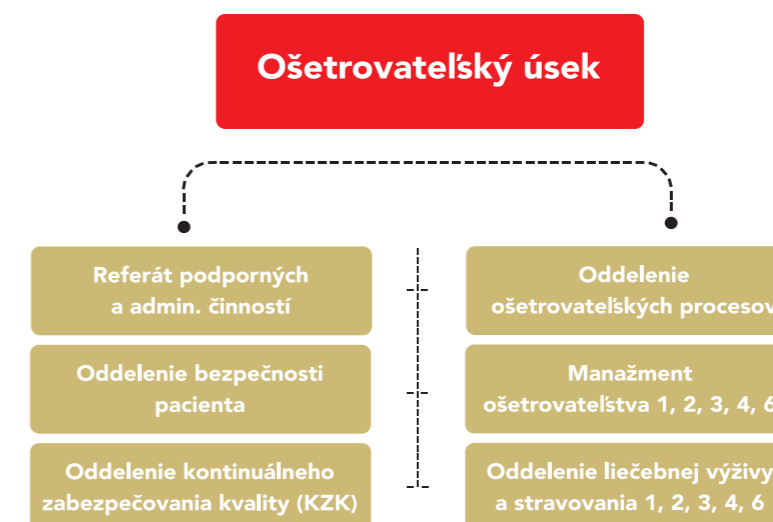 Ošetrovateľský úsek
Referát podporných
a admin. činností
Oddelenie
ošetrovateľských procesov
Oddelenie bezpečnosti
pacienta
Manažment
ošetrovateľstva 1, 2, 3, 4, 6
Oddelenie kontinuálneho
zabezpečovania kvality (KZK)
Oddelenie liečebnej výživy
a stravovania 1, 2, 3, 4, 6